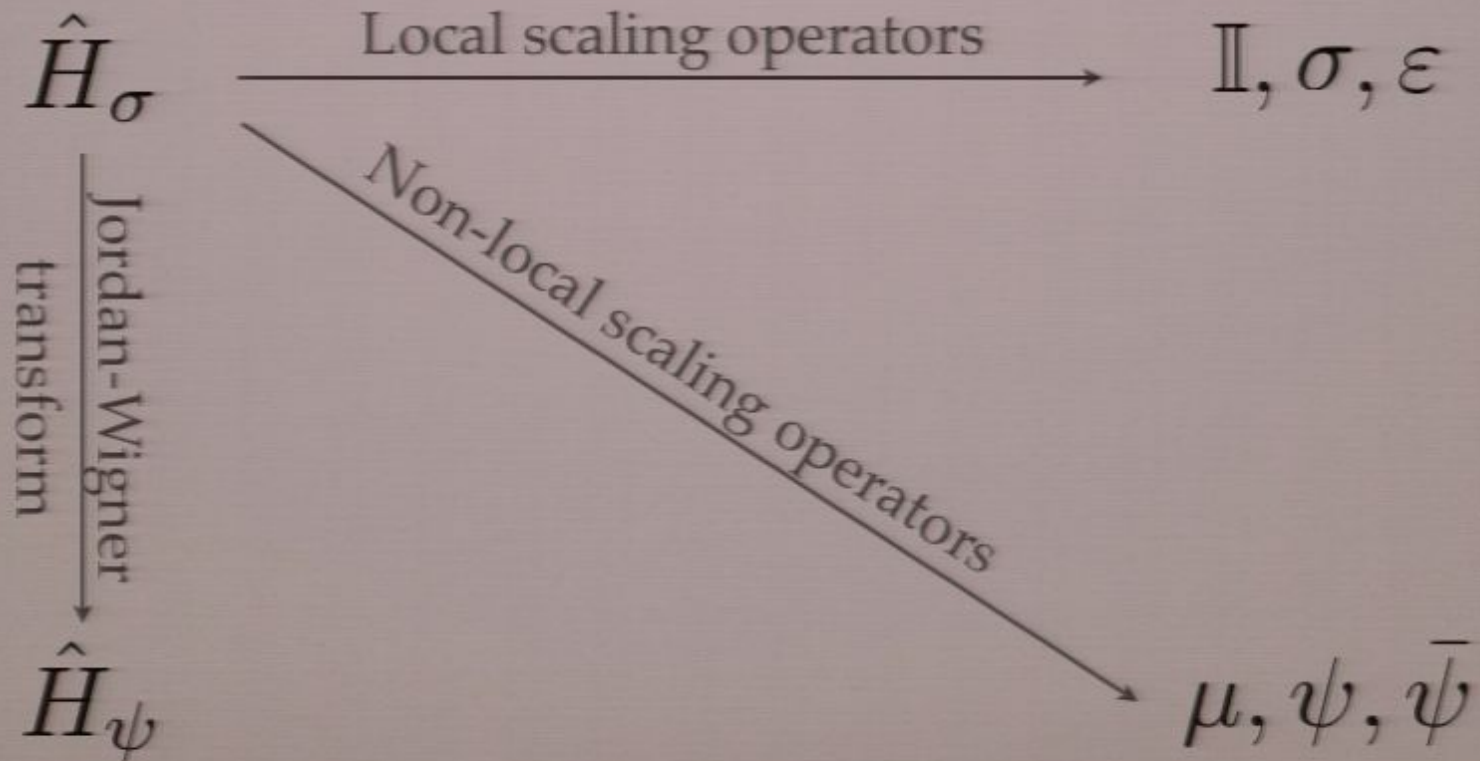 Ĥ_σ Local scaling operators 𝕀, σ, ε
Non-local scaling operators
Jordan-Wigner
transform
Ĥ_ψ μ, ψ, ψ̄